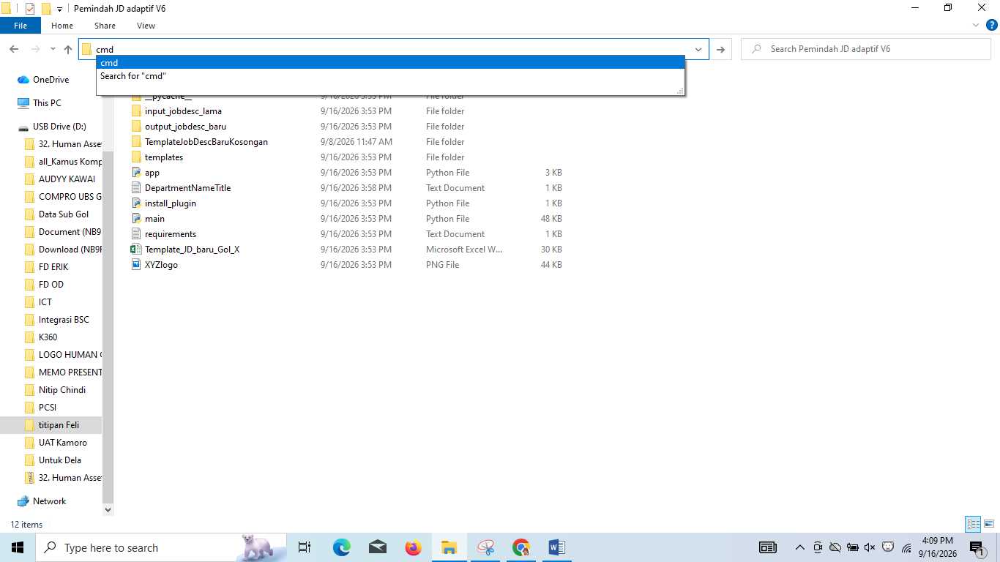 Pemindah JD adaptif V6
File Home Share View
cmd
Search Pemindah JD adaptif V6
cmd
Search for "cmd"
OneDrive
This PC
USB Drive (D:)
32. Human Asse
all_Kamus Komp
AUDYY KAWAI
COMPRO UBS G
Data Sub Gol
Document (NB9
Download (NB9F
FD ERIK
FD OD
ICT
Integrasi BSC
K360
LOGO HUMAN
MEMO PRESENT
Nitip Chindi
PCSI
titipan Feli
UAT Kamoro
Untuk Dela
32. Human Asse
Network
__pycache__ 9/16/2026 3:53 PM File folder
input_jobdesc_lama 9/16/2026 3:53 PM File folder
output_jobdesc_baru 9/16/2026 3:53 PM File folder
TemplateJobDescBaruKosongan 9/8/2026 11:47 AM File folder
templates 9/16/2026 3:53 PM File folder
app 9/16/2026 3:53 PM Python File 3 KB
DepartmentNameTitle 9/16/2026 3:58 PM Text Document 1 KB
install_plugin 9/16/2026 3:53 PM Python File 1 KB
main 9/16/2026 3:53 PM Python File 48 KB
requirements 9/16/2026 3:53 PM Text Document 1 KB
Template_JD_baru_Gol_X 9/16/2026 3:53 PM Microsoft Excel W... 30 KB
XYZlogo 9/16/2026 3:53 PM PNG File 44 KB
12 items
Type here to search
4:09 PM
9/16/2026
1